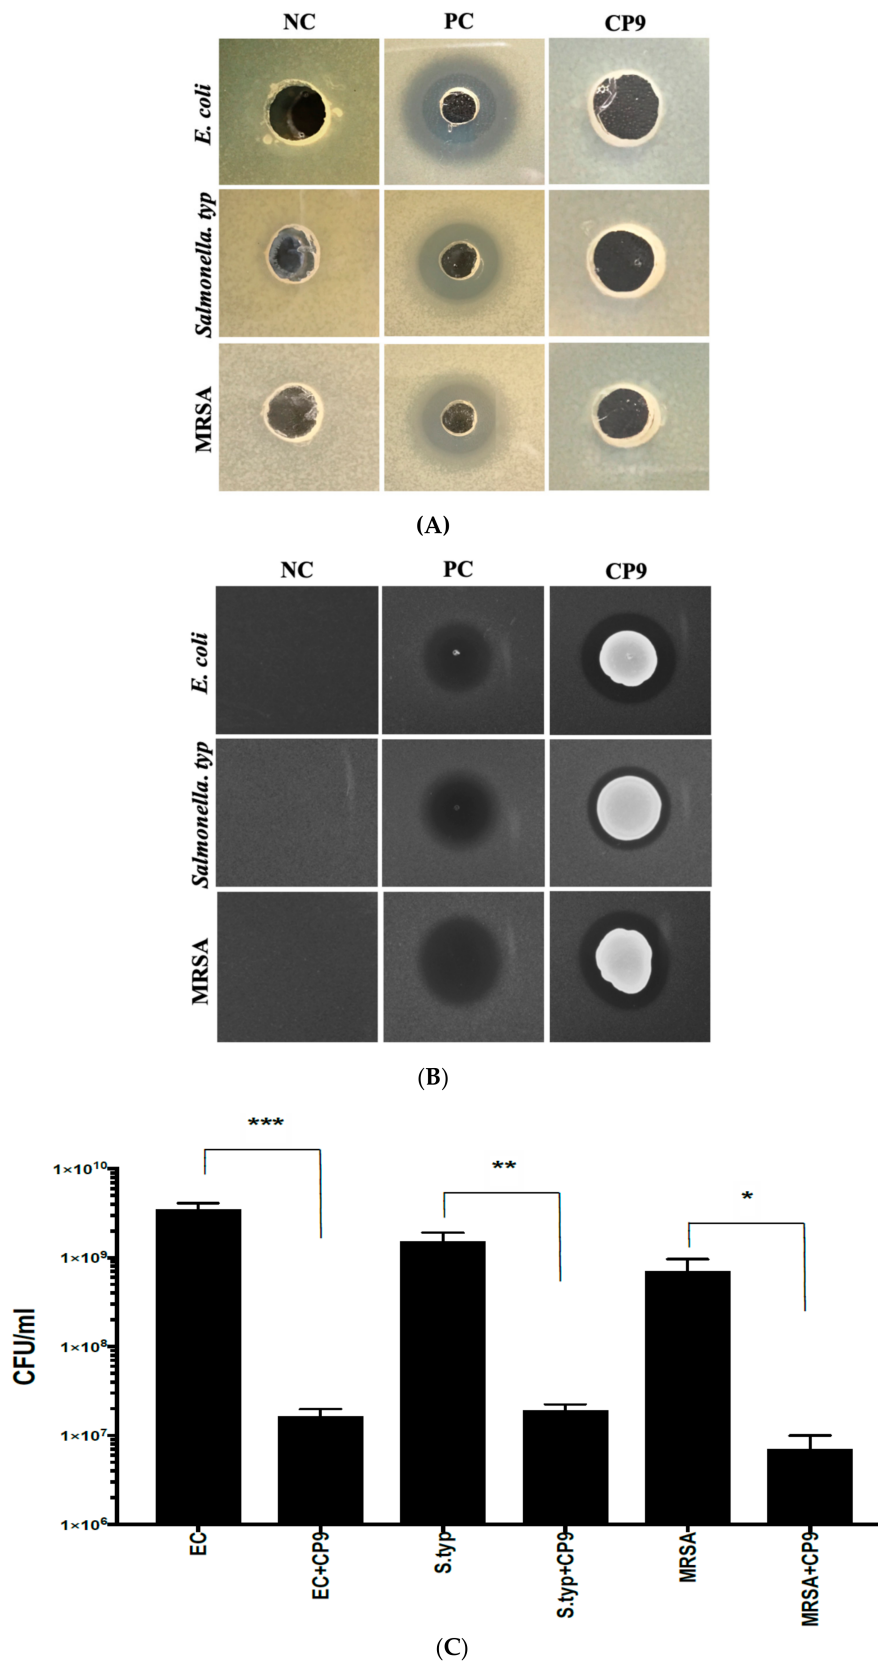 NC PC CP9
E. coli
Salmonella. typ
MRSA
(A)
NC PC CP9
E. coli
Salmonella. typ
MRSA
(B)
***
**
*
1×10¹⁰
1×10⁹
1×10⁸
1×10⁷
1×10⁶
CFU/ml
EC
EC+CP9
S.typ
S.typ+CP9
MRSA
MRSA+CP9
(C)